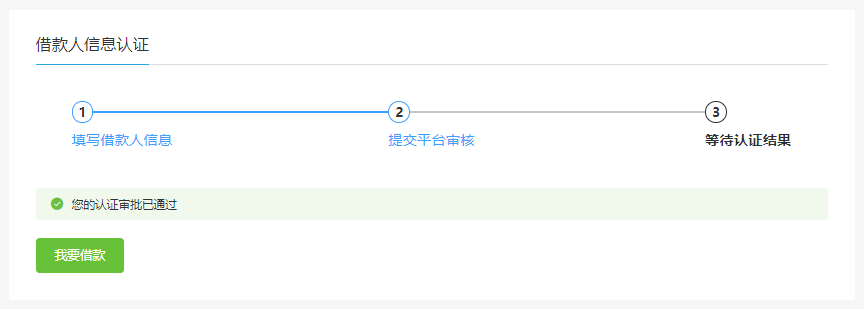 借款人信息认证
1 2 3
填写借款人信息 提交平台审核 等待认证结果
您的认证审批已通过
我要借款